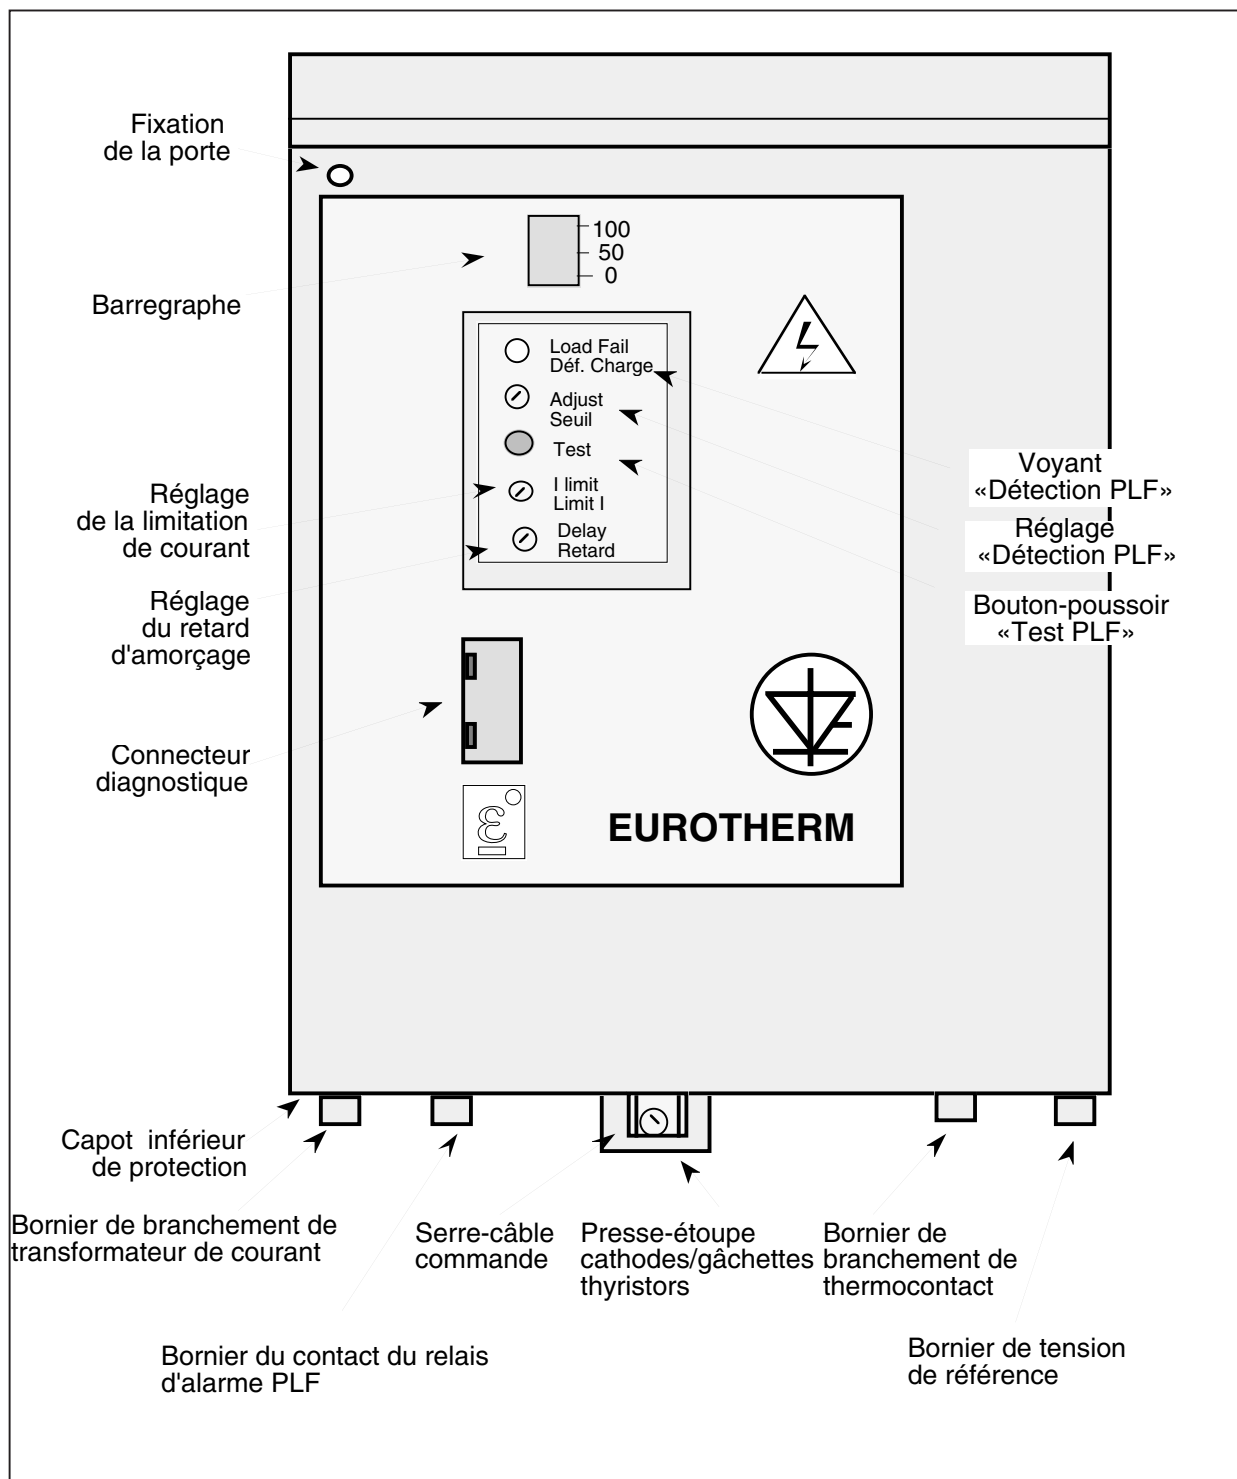 Fixation
de la porte
100
50
0
Barregraphe
Load Fail
Déf. Charge
Adjust
Seuil
Test
I limit
Limit I
Delay
Retard
Voyant
«Détection PLF»
Réglage
«Détection PLF»
Bouton-poussoir
«Test PLF»
Réglage
de la limitation
de courant
Réglage
du retard
d'amorçage
Connecteur
diagnostique
EUROTHERM
Capot inférieur
de protection
Bornier de branchement de
transformateur de courant
Serre-câble
commande
Presse-étoupe
cathodes/gâchettes
thyristors
Bornier de
branchement de
thermocontact
Bornier du contact du relais
d'alarme PLF
Bornier de tension
de référence